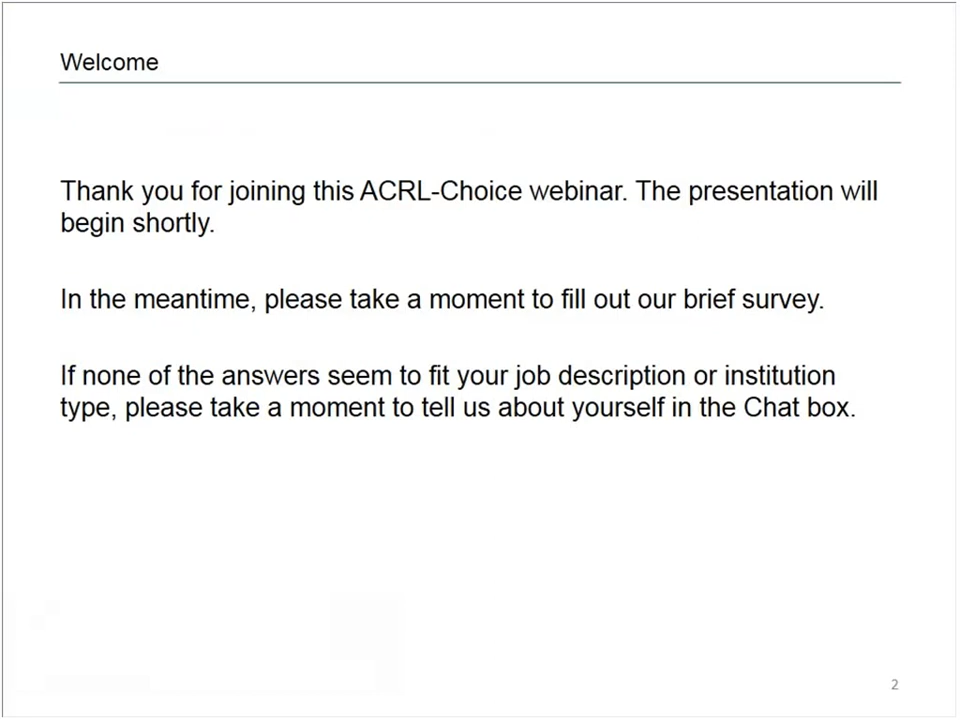 Welcome
Thank you for joining this ACRL-Choice webinar. The presentation will
begin shortly.
In the meantime, please take a moment to fill out our brief survey.
If none of the answers seem to fit your job description or institution
type, please take a moment to tell us about yourself in the Chat box.
2